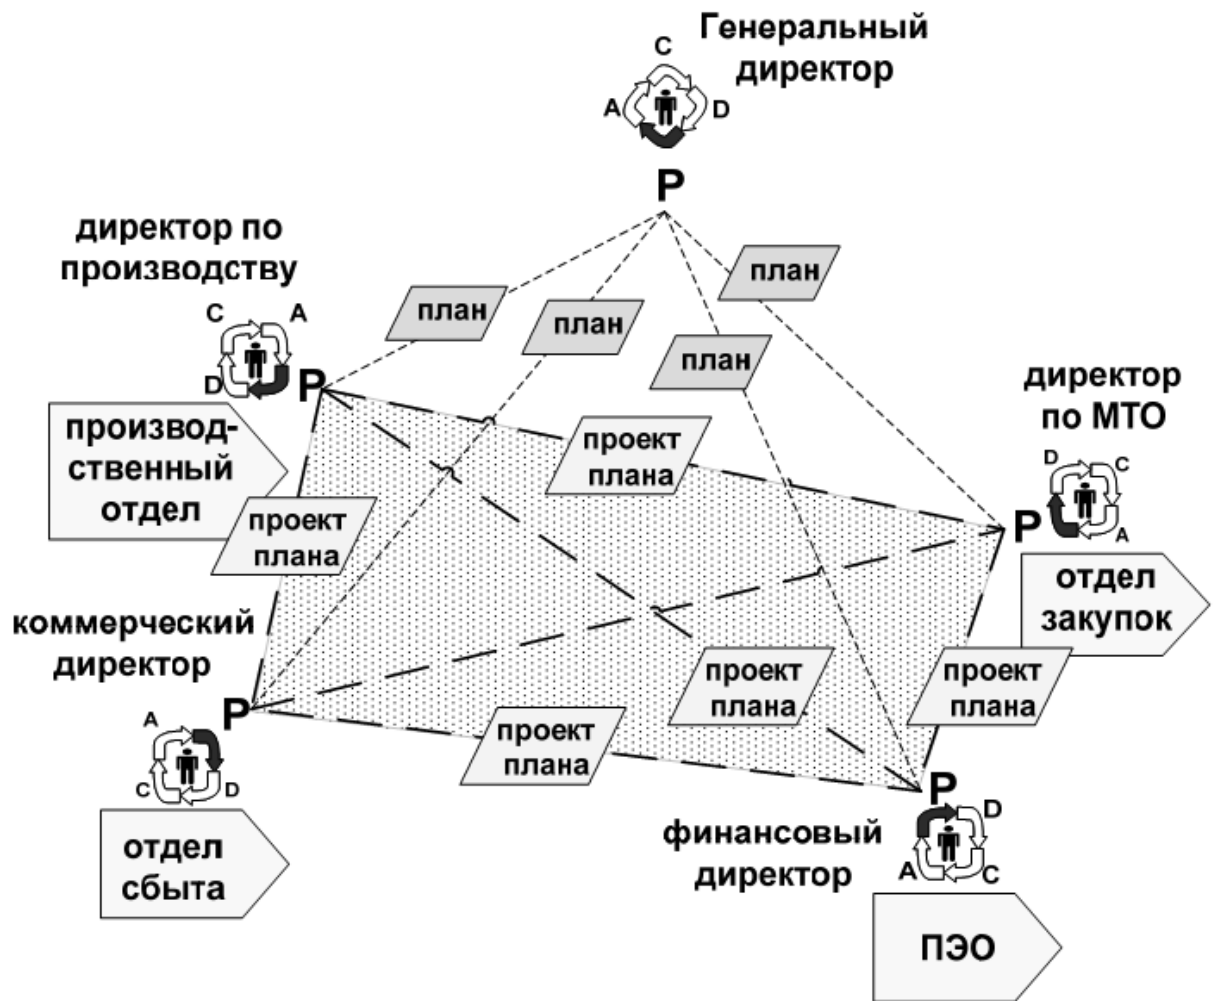 Генеральный
директор
C
A
D
P
директор по
производству
план
план
план
план
C
A
D
P
производ-
ственный
отдел
проект
плана
проект
плана
директор
по МТО
D
C
A
P
отдел
закупок
коммерческий
директор
P
A
C
D
отдел
сбыта
проект
плана
проект
плана
проект
плана
P
финансовый
директор
D
A
C
ПЭО